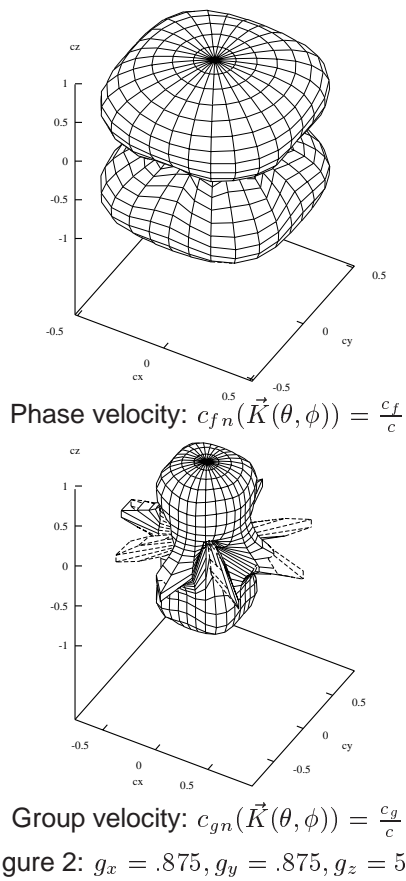 cz
1
0.5
0
-0.5
-1
-0.5
0
cx
0.5
-0.5
0
cy
0.5
Phase velocity: $c_{fn}(\vec{K}(\theta, \phi)) = \frac{c_f}{c}$
cz
1
0.5
0
-0.5
-1
-0.5
0
cx
0.5
-0.5
0
cy
0.5
Group velocity: $c_{gn}(\vec{K}(\theta, \phi)) = \frac{c_g}{c}$
gure 2: $g_x = .875, g_y = .875, g_z = 5$